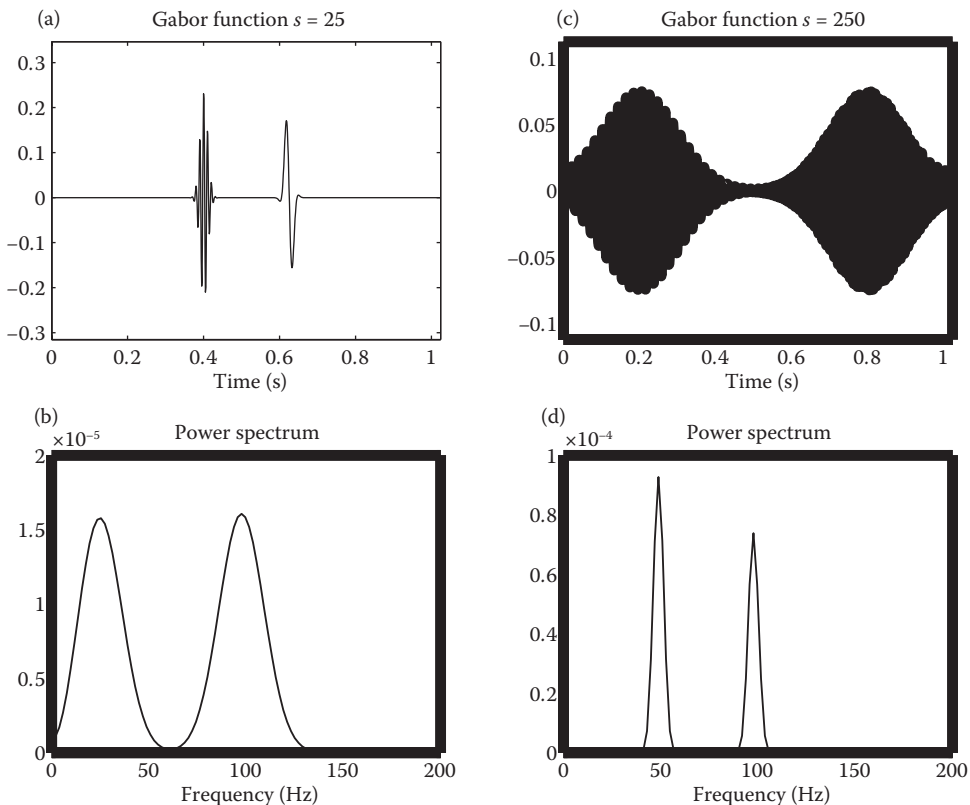 (a)
Gabor function s = 25
0.3
0.2
0.1
0
–0.1
–0.2
–0.3
0 0.2 0.4 0.6 0.8 1
Time (s)
(c)
Gabor function s = 250
0.1
0.05
0
–0.05
–0.1
0 0.2 0.4 0.6 0.8 1
Time (s)
(b)
×10–5
Power spectrum
2
1.5
1
0.5
0
0 50 100 150 200
Frequency (Hz)
(d)
×10–4
Power spectrum
1
0.8
0.6
0.4
0.2
0
0 50 100 150 200
Frequency (Hz)